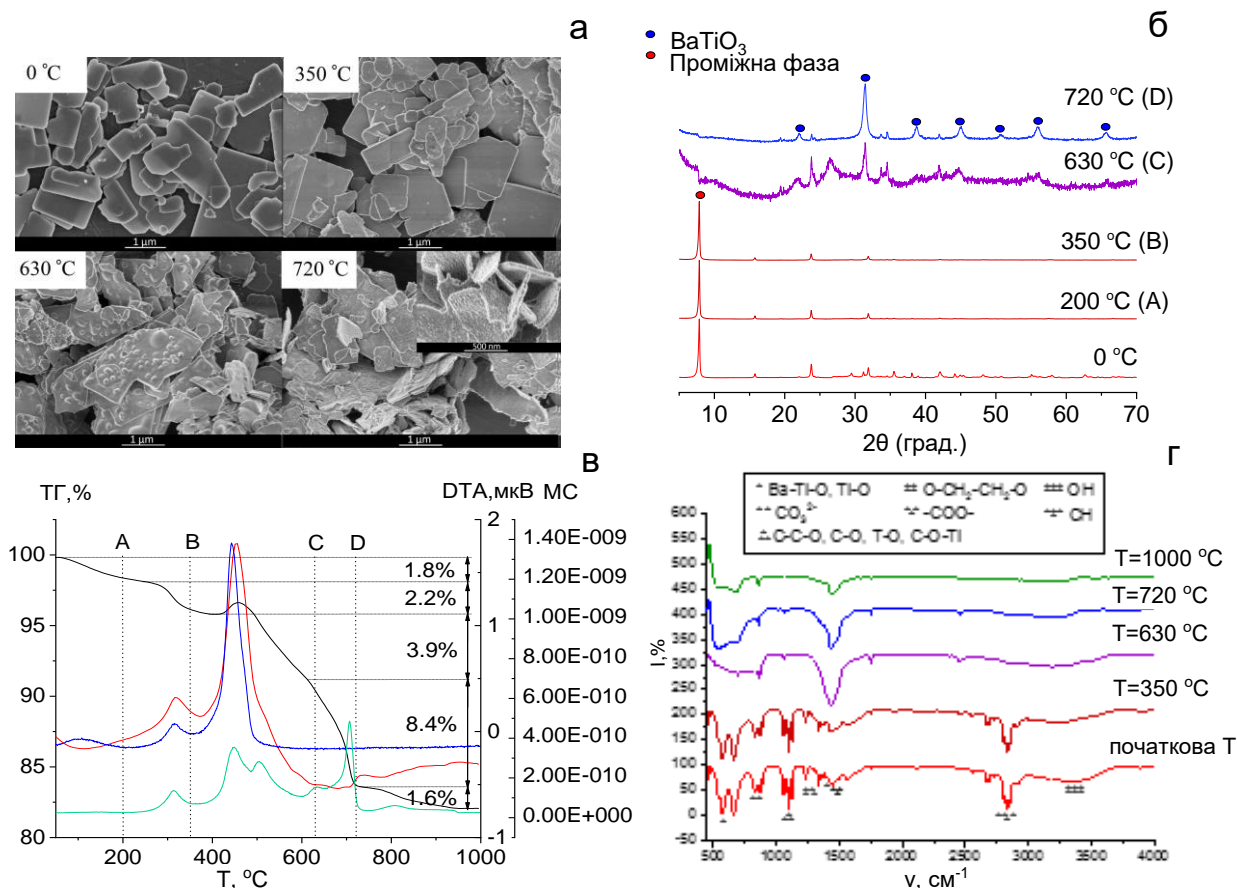 а
0 °C
350 °C
1 µm
1 µm
630 °C
720 °C
500 nm
1 µm
1 µm
б
BaTiO₃
Проміжна фаза
720 °C (D)
630 °C (C)
350 °C (B)
200 °C (A)
0 °C
10 20 30 40 50 60 70
2θ (град.)
в
ТГ,%
DTA,мкВ МС
A B C D
100
95
90
85
80
1.8%
2.2%
3.9%
8.4%
1.6%
2
1
0
-1
1.40E-009
1.20E-009
1.00E-009
8.00E-010
6.00E-010
4.00E-010
2.00E-010
0.00E+000
200 400 600 800 1000
T, °C
г
Ba-Ti-O, Ti-O
O-CH₂-CH₂-O
OH
CO₃²⁻
-COO-
CH
C-C-O, C-O, T-O, C-O-Ti
T=1000 °C
T=720 °C
T=630 °C
T=350 °C
початкова Т
I,%
600
550
500
450
400
350
300
250
200
150
100
50
0
-50
500 1000 1500 2000 2500 3000 3500 4000
ν, см⁻¹